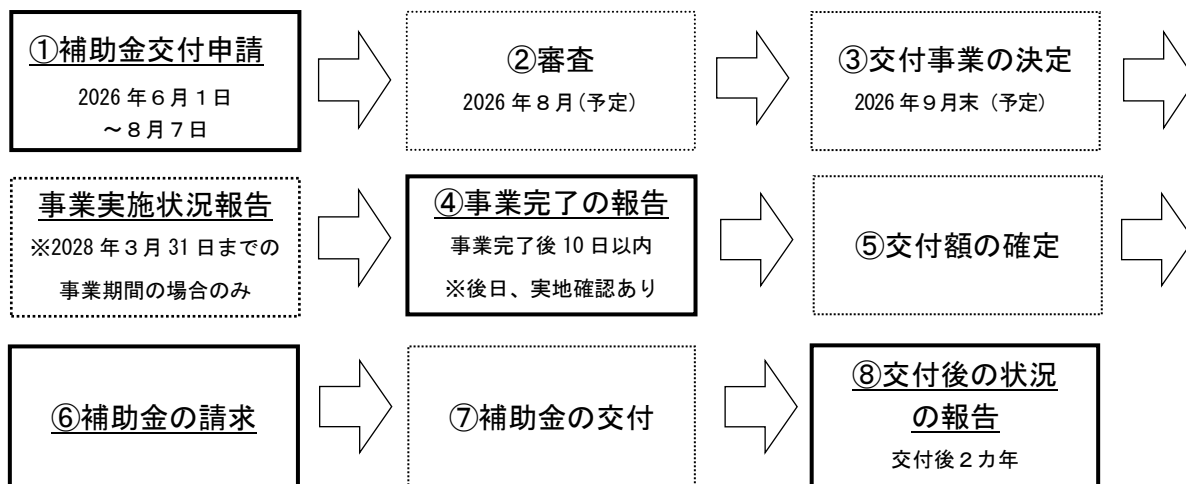 ①補助金交付申請
2026年６月１日
～８月７日
②審査
2026年８月(予定)
③交付事業の決定
2026年９月末（予定）
事業実施状況報告
※2028年３月31日までの
事業期間の場合のみ
④事業完了の報告
事業完了後10日以内
※後日、実地確認あり
⑤交付額の確定
⑥補助金の請求
⑦補助金の交付
⑧交付後の状況
の報告
交付後２カ年